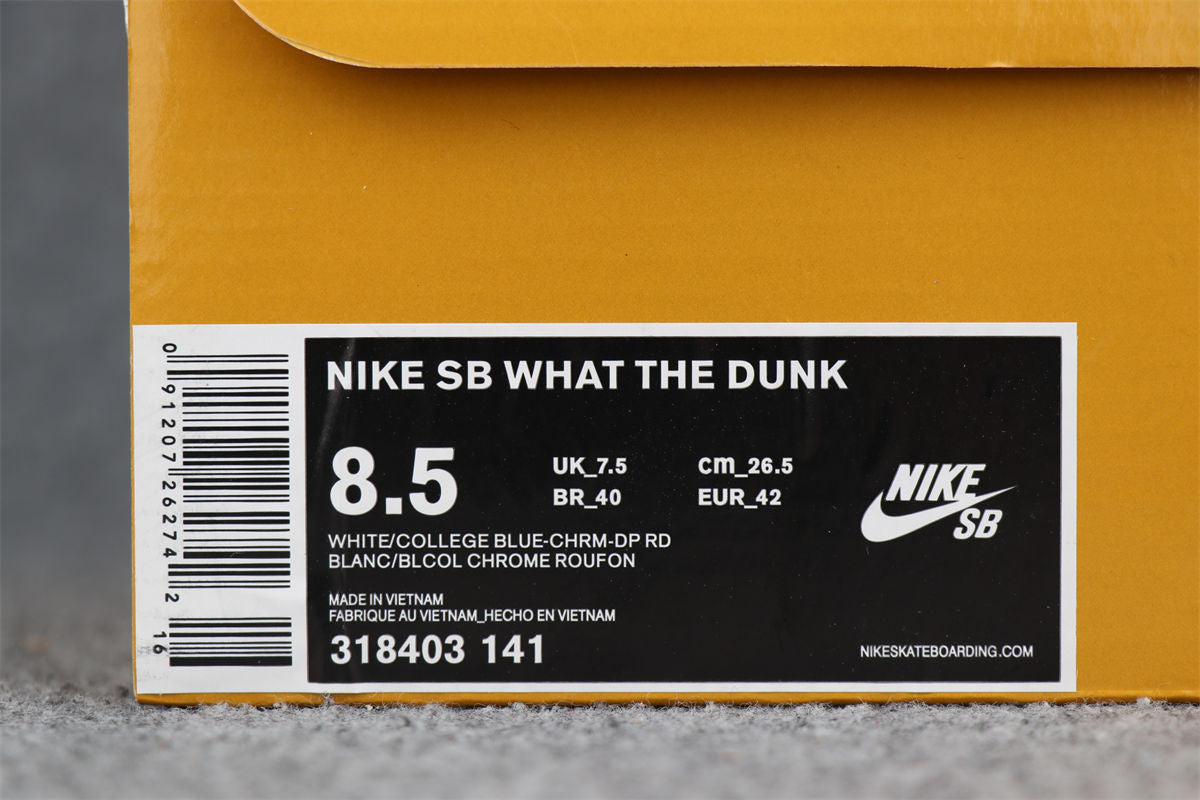 NIKE SB WHAT THE DUNK
8.5
UK_7.5 cm_26.5
BR_40 EUR_42
WHITE/COLLEGE BLUE-CHRM-DP RD
BLANC/BLCOL CHROME ROUFON
MADE IN VIETNAM
FABRIQUE AU VIETNAM_HECHO EN VIETNAM
318403 141
NIKE
SB
NIKESKATEBOARDING.COM
0 91207 26274 2
16